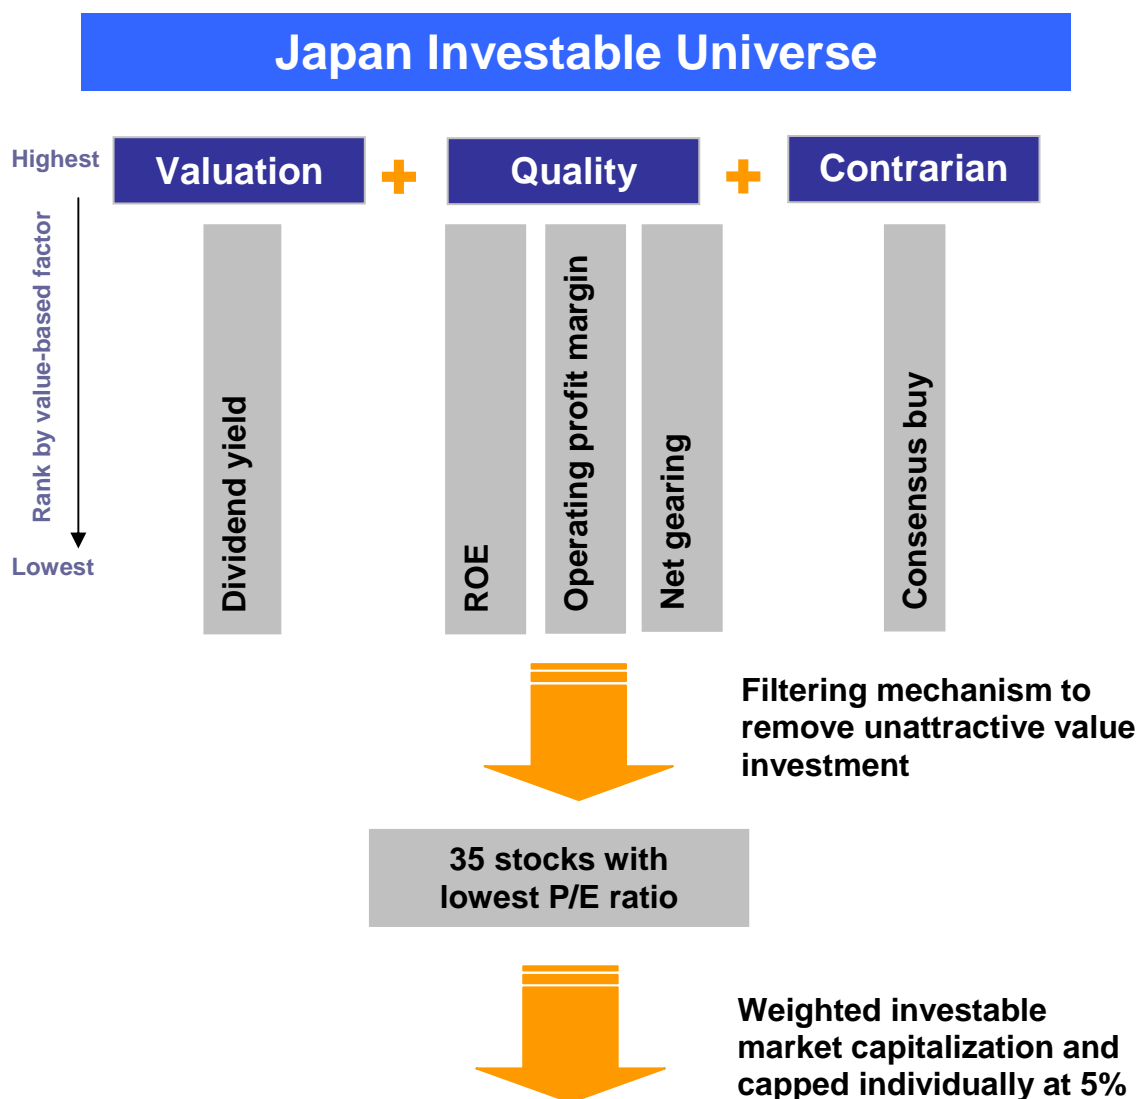 Japan Investable Universe
Highest
Valuation
Quality
Contrarian
Rank by value-based factor
Lowest
Dividend yield
ROE
Operating profit margin
Net gearing
Consensus buy
Filtering mechanism to
remove unattractive value
investment
35 stocks with
lowest P/E ratio
Weighted investable
market capitalization and
capped individually at 5%